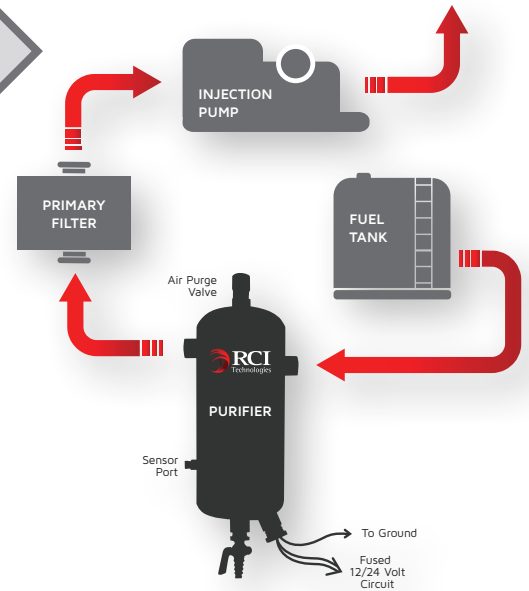 INJECTION
PUMP
PRIMARY
FILTER
FUEL
TANK
Air Purge
Valve
RCI
Technologies
PURIFIER
Sensor
Port
To Ground
Fused
12/24 Volt
Circuit